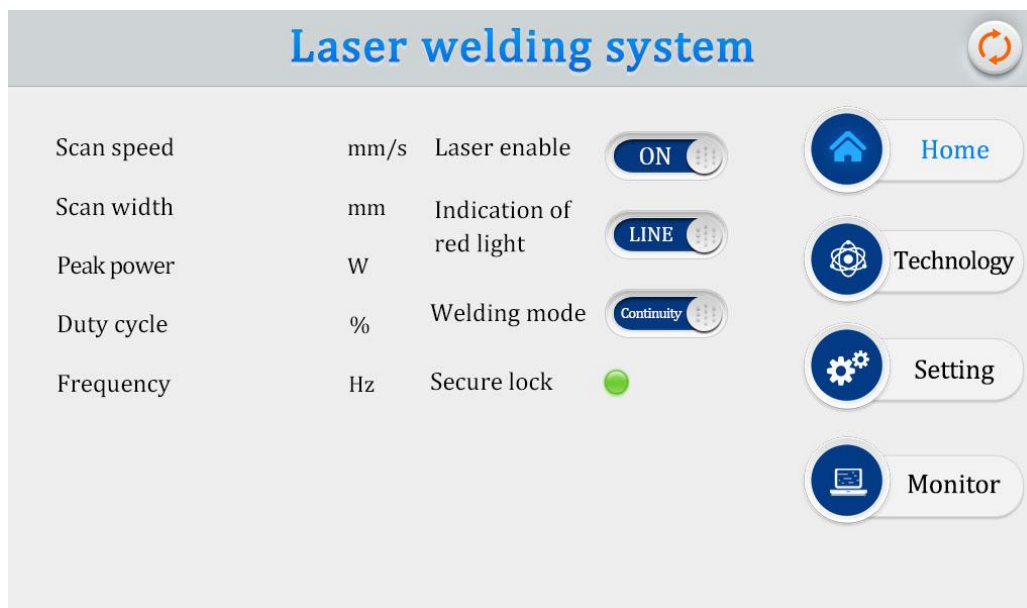 Laser welding system
Scan speed mm/s
Scan width mm
Peak power W
Duty cycle %
Frequency Hz
Laser enable ON
Indication of
red light LINE
Welding mode Continuity
Secure lock
Home
Technology
Setting
Monitor